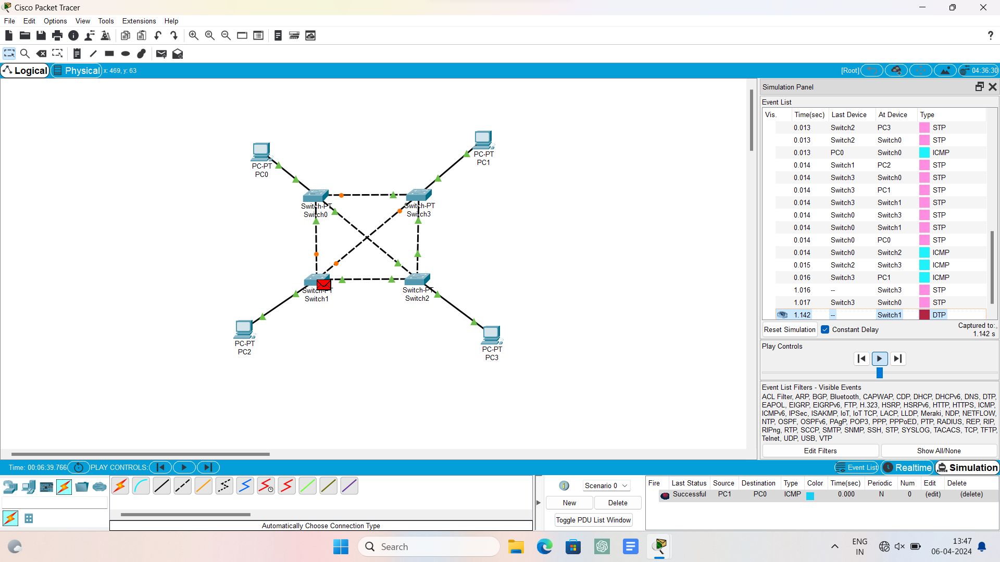 Cisco Packet Tracer
File Edit Options View Tools Extensions Help
?
Logical Physical x: 469, y: 63 [Root] 04:36:30
PC-PT
PC0
PC-PT
PC1
Switch-PT
Switch0
Switch-PT
Switch3
Switch-PT
Switch1
Switch-PT
Switch2
PC-PT
PC2
PC-PT
PC3
Simulation Panel
Event List
Vis. Time(sec) Last Device At Device Type
0.013 Switch2 PC3 STP
0.013 Switch2 Switch0 STP
0.013 PC0 Switch0 ICMP
0.014 Switch1 PC2 STP
0.014 Switch3 Switch0 STP
0.014 Switch3 PC1 STP
0.014 Switch3 Switch1 STP
0.014 Switch0 Switch3 STP
0.014 Switch0 Switch1 STP
0.014 Switch0 PC0 STP
0.014 Switch0 Switch2 ICMP
0.015 Switch2 Switch3 ICMP
0.016 Switch3 PC1 ICMP
1.016 -- Switch3 STP
1.017 Switch3 Switch0 STP
1.142 -- Switch1 DTP
Reset Simulation Constant Delay Captured to:
1.142 s
Play Controls
Event List Filters - Visible Events
ACL Filter, ARP, BGP, Bluetooth, CAPWAP, CDP, DHCP, DHCPv6, DNS, DTP,
EAPOL, EIGRP, EIGRPv6, FTP, H.323, HSRP, HSRPv6, HTTP, HTTPS, ICMP,
ICMPv6, IPSec, ISAKMP, IoT, IoT TCP, LACP, LLDP, Meraki, NDP, NETFLOW,
NTP, OSPF, OSPFv6, PAgP, POP3, PPP, PPPoED, PTP, RADIUS, REP, RIP,
RIPng, RTP, SCCP, SMTP, SNMP, SSH, STP, SYSLOG, TACACS, TCP, TFTP,
Telnet, UDP, USB, VTP
Edit Filters Show All/None
Time: 00:06:39.766 PLAY CONTROLS: Event List Realtime Simulation
Automatically Choose Connection Type
1 Scenario 0
New Delete
Toggle PDU List Window
Fire Last Status Source Destination Type Color Time(sec) Periodic Num Edit Delete
Successful PC1 PC0 ICMP 0.000 N 0 (edit) (delete)
Search
ENG
IN
13:47
06-04-2024